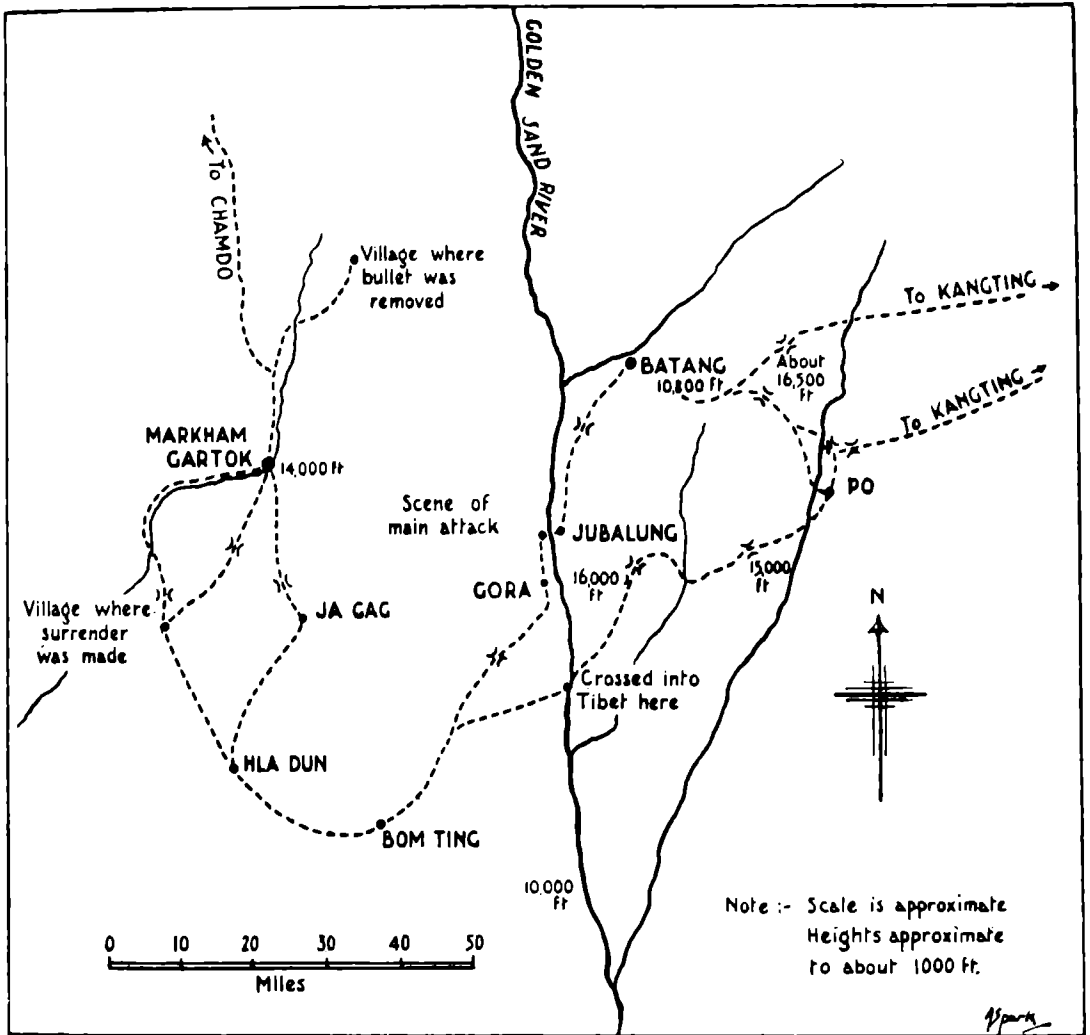 GOLDEN SAND RIVER
To CHAMDO
Village where
bullet was
removed
To KANGTING
BATANG
10,800 ft
About
16,500
ft
To KANGTING
MARKHAM
GARTOK
14,000 ft
PO
Scene of
main attack
JUBALUNG
GORA
16,000
ft
15,000
ft
JA GAG
Village where
surrender
was made
N
Crossed into
Tibet here
HLA DUN
BOM TING
10,000
ft
Note :- Scale is approximate
Heights approximate
to about 1000 ft.
0 10 20 30 40 50
Miles